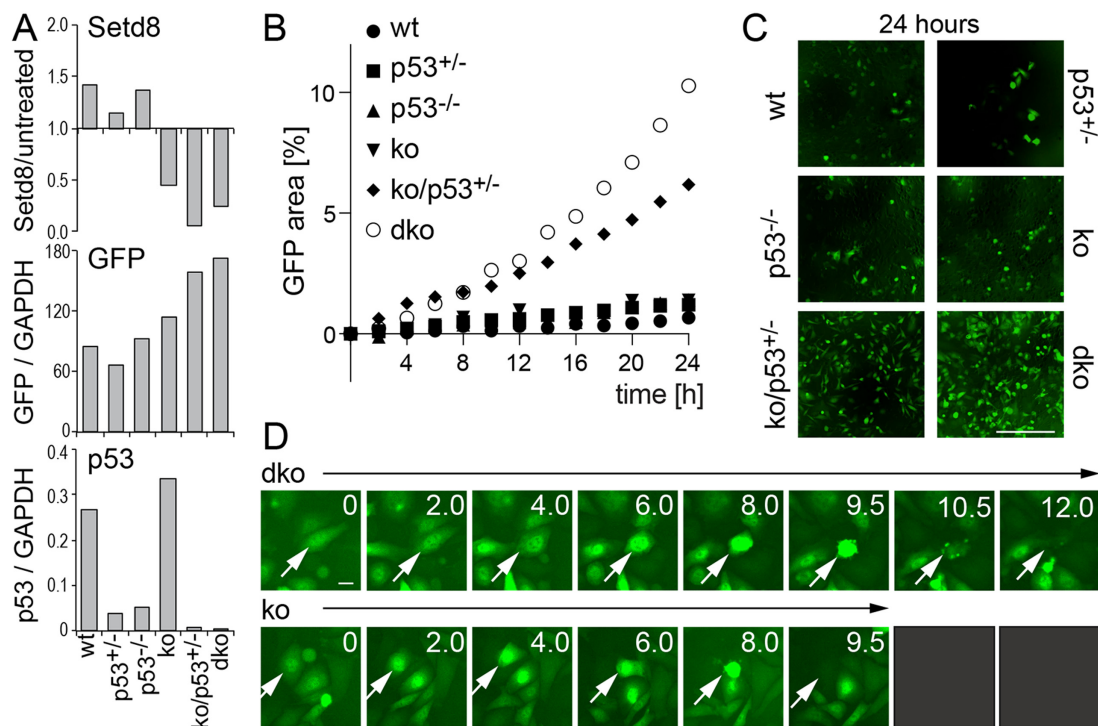 A
Setd8
Setd8/untreated
2.0
1.5
1.0
1.0
0.5
0.0
GFP
GFP / GAPDH
180
120
60
0
p53
p53 / GAPDH
0.4
0.3
0.2
0.1
0
wt
p53+/-
p53-/-
ko
ko/p53+/-
dko
B
wt
p53+/-
p53-/-
ko
ko/p53+/-
dko
GFP area [%]
10
5
0
4 8 12 16 20 24
time [h]
C
24 hours
wt
p53+/-
p53-/-
ko
ko/p53+/-
dko
D
dko
0 2.0 4.0 6.0 8.0 9.5 10.5 12.0
ko
0 2.0 4.0 6.0 8.0 9.5